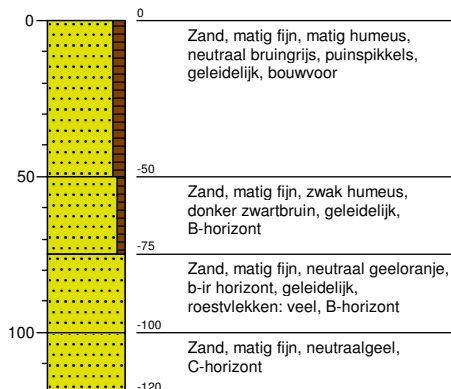 0
0
Zand, matig fijn, matig humeus,
neutraal bruingrijs, puinspikkels,
geleidelijk, bouwvoor
50
-50
Zand, matig fijn, zwak humeus,
donker zwartbruin, geleidelijk,
B-horizont
-75
Zand, matig fijn, neutraal geeloranje,
b-ir horizont, geleidelijk,
roestvlekken: veel, B-horizont
100
-100
Zand, matig fijn, neutraalgeel,
C-horizont
-120